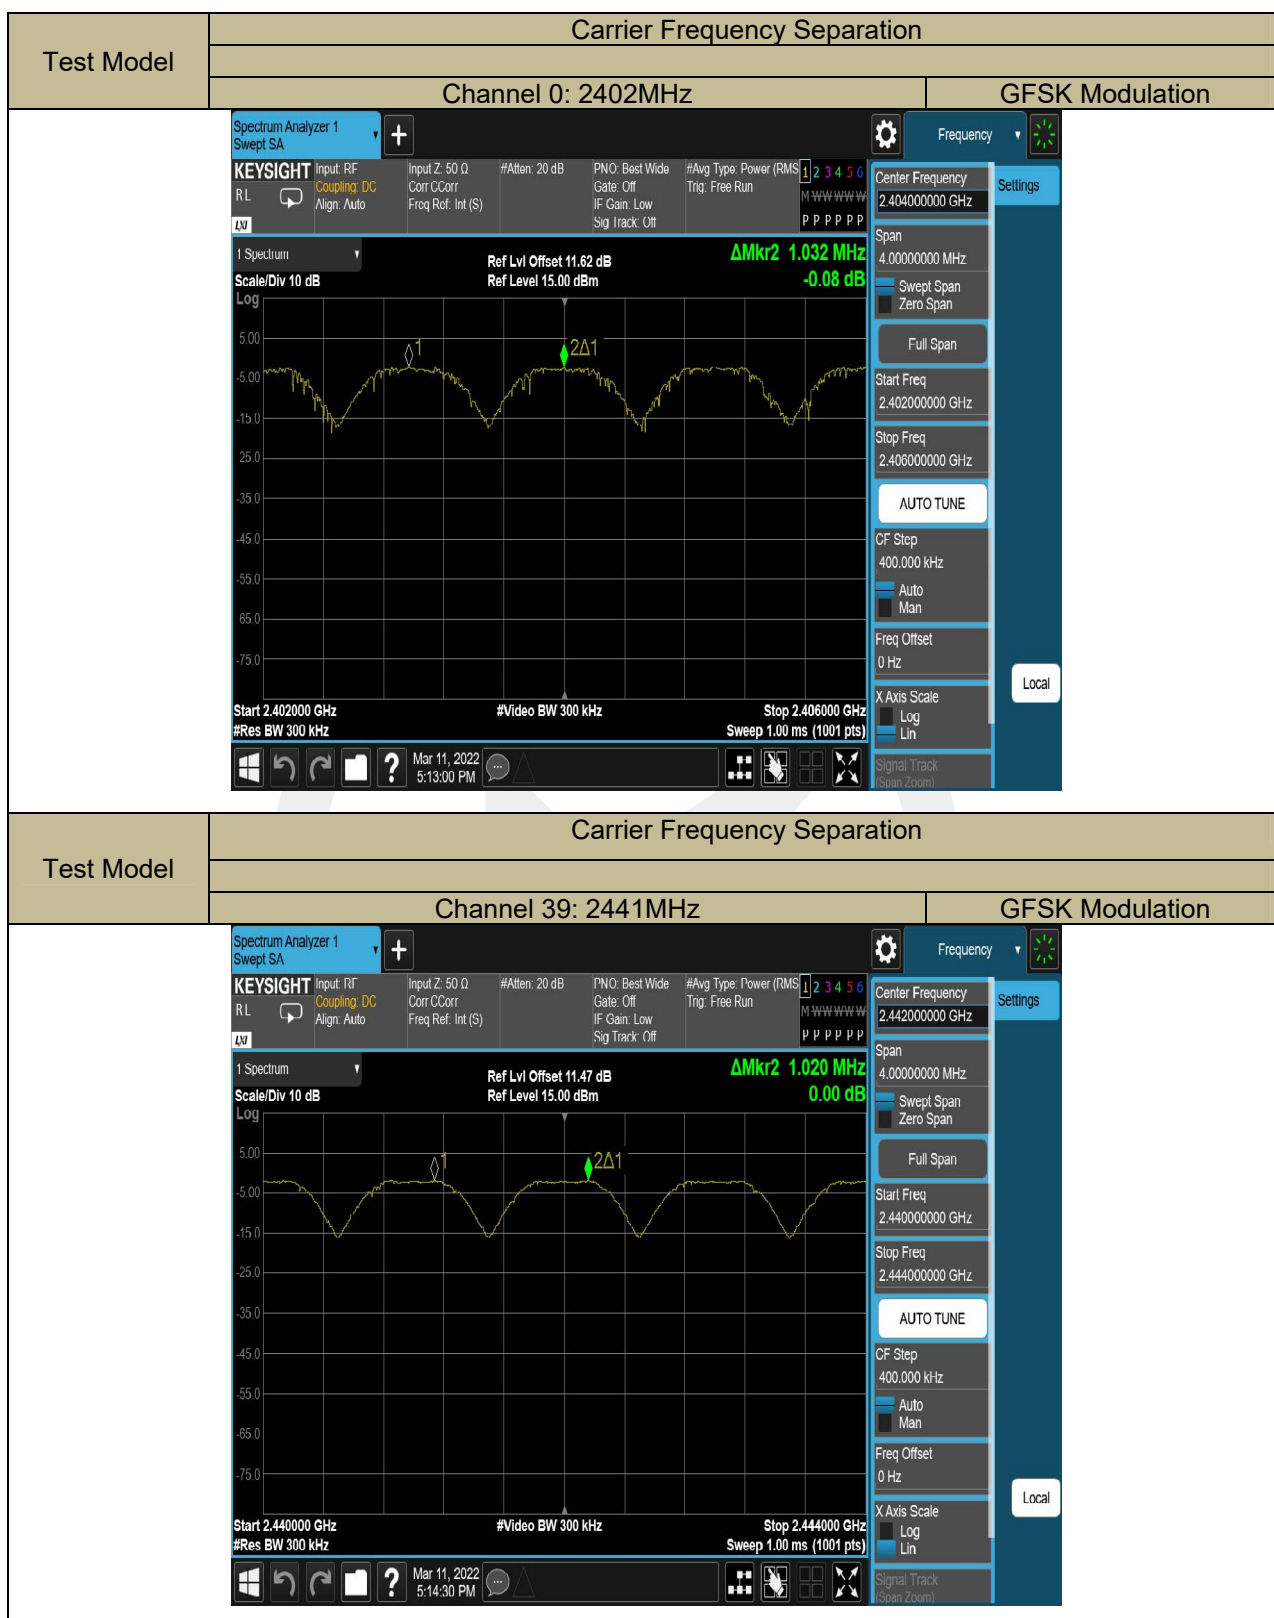 Test Model
Carrier Frequency Separation
Channel 0: 2402MHz
GFSK Modulation
Spectrum Analyzer 1
Swept SA
+
Frequency
KEYSIGHT
RL
LXI
Input: RF
Coupling: DC
Align: Auto
Input Z: 50 Ω
Corr CCorr
Freq Ref: Int (S)
#Atten: 20 dB
PNO: Best Wide
Gate: Off
IF Gain: Low
Sig Track: Off
#Avg Type: Power (RMS
Trig: Free Run
1 2 3 4 5 6
M W W W W W
P P P P P P
Center Frequency
2.404000000 GHz
Settings
1 Spectrum
Scale/Div 10 dB
Log
Ref Lvl Offset 11.62 dB
Ref Level 15.00 dBm
ΔMkr2 1.032 MHz
-0.08 dB
Span
4.00000000 MHz
Swept Span
Zero Span
Full Span
Start Freq
2.402000000 GHz
Stop Freq
2.406000000 GHz
AUTO TUNE
CF Step
400.000 kHz
Auto
Man
Freq Offset
0 Hz
X Axis Scale
Log
Lin
Signal Track
(Span Zoom)
Local
5.00
-5.00
-15.0
25.0
-35.0
-45.0
-55.0
65.0
-75.0
1
2Δ1
Start 2.402000 GHz
#Video BW 300 kHz
Stop 2.406000 GHz
#Res BW 300 kHz
Sweep 1.00 ms (1001 pts)
?
Mar 11, 2022
5:13:00 PM
Test Model
Carrier Frequency Separation
Channel 39: 2441MHz
GFSK Modulation
Spectrum Analyzer 1
Swept SA
+
Frequency
KEYSIGHT
RL
LXI
Input: RF
Coupling: DC
Align: Auto
Input Z: 50 Ω
Corr CCorr
Freq Ref: Int (S)
#Atten: 20 dB
PNO: Best Wide
Gate: Off
IF Gain: Low
Sig Track: Off
#Avg Type: Power (RMS
Trig: Free Run
1 2 3 4 5 6
M W W W W W
P P P P P P
Center Frequency
2.442000000 GHz
Settings
1 Spectrum
Scale/Div 10 dB
Log
Ref Lvl Offset 11.47 dB
Ref Level 15.00 dBm
ΔMkr2 1.020 MHz
0.00 dB
Span
4.00000000 MHz
Swept Span
Zero Span
Full Span
Start Freq
2.440000000 GHz
Stop Freq
2.444000000 GHz
AUTO TUNE
CF Step
400.000 kHz
Auto
Man
Freq Offset
0 Hz
X Axis Scale
Log
Lin
Signal Track
(Span Zoom)
Local
5.00
-5.00
-15.0
-25.0
-35.0
-45.0
-55.0
-65.0
-75.0
1
2Δ1
Start 2.440000 GHz
#Video BW 300 kHz
Stop 2.444000 GHz
#Res BW 300 kHz
Sweep 1.00 ms (1001 pts)
?
Mar 11, 2022
5:14:30 PM